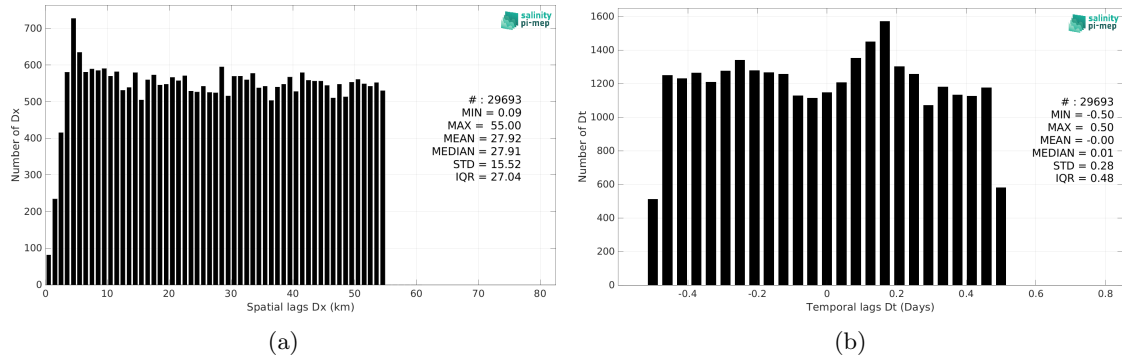 salinity
pi-mep
700
600
500
400
300
200
100
0
Number of Dx
# : 29693
MIN = 0.09
MAX = 55.00
MEAN = 27.92
MEDIAN = 27.91
STD = 15.52
IQR = 27.04
0 10 20 30 40 50 60 70 80
Spatial lags Dx (km)
(a)
salinity
pi-mep
1600
1400
1200
1000
800
600
400
200
0
Number of Dt
# : 29693
MIN = -0.50
MAX = 0.50
MEAN = -0.00
MEDIAN = 0.01
STD = 0.28
IQR = 0.48
-0.4 -0.2 0 0.2 0.4 0.6 0.8
Temporal lags Dt (Days)
(b)